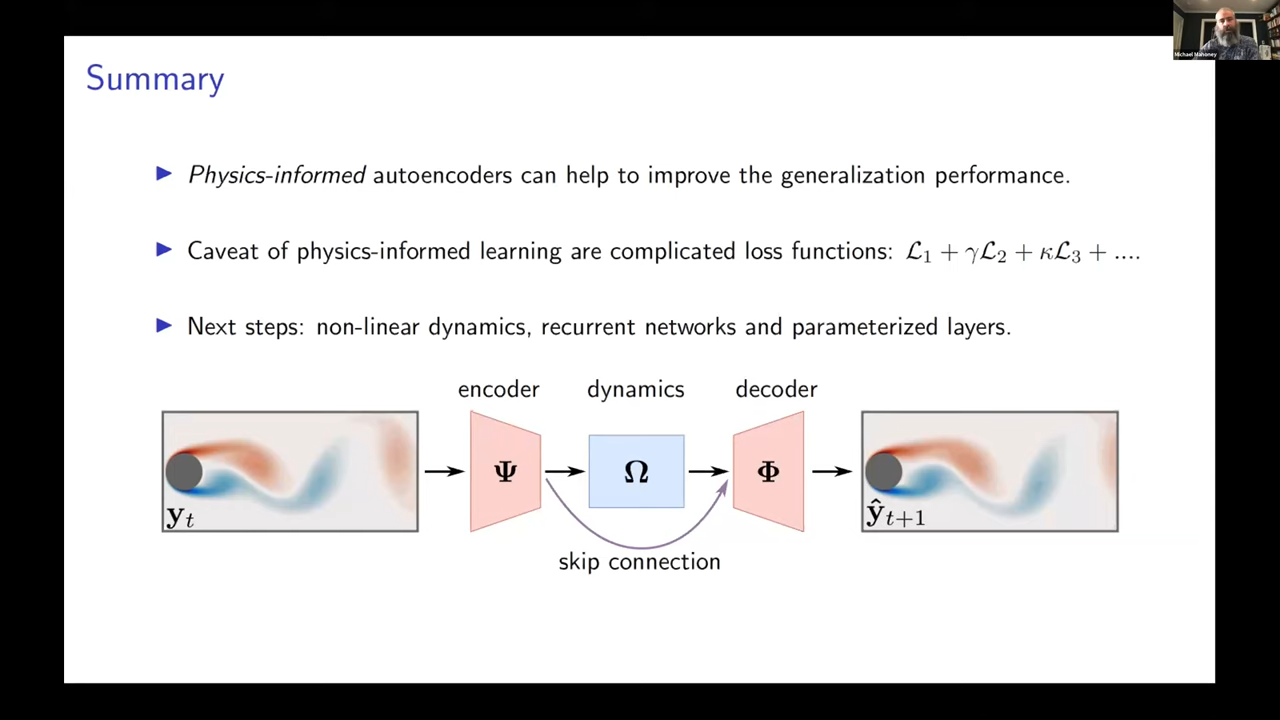 Michael Mahoney
Summary
Physics-informed autoencoders can help to improve the generalization performance.
Caveat of physics-informed learning are complicated loss functions: ℒ₁ + γℒ₂ + κℒ₃ + ....
Next steps: non-linear dynamics, recurrent networks and parameterized layers.
encoder dynamics decoder
Ψ Ω Φ
y_t ŷ_{t+1}
skip connection